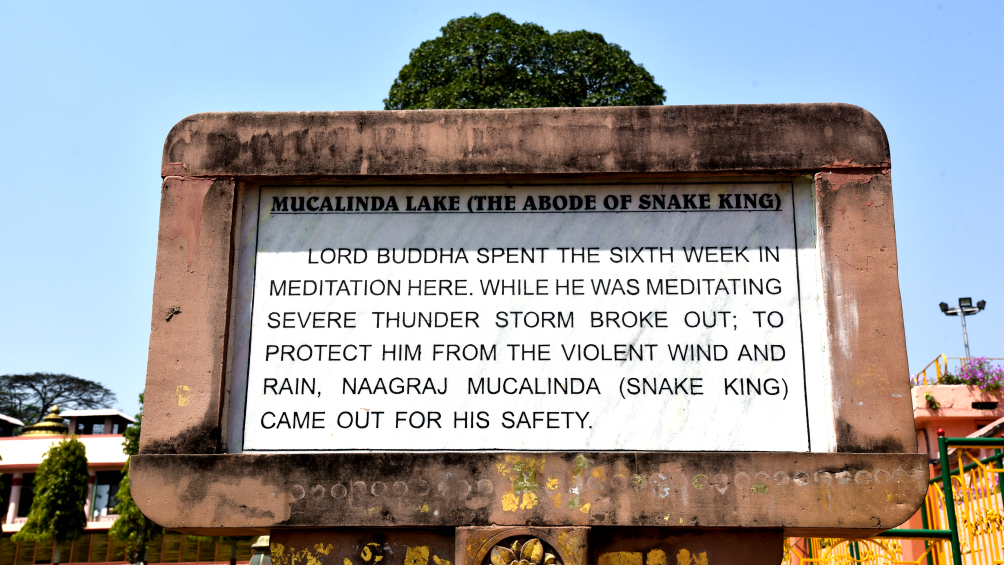 MUCALINDA LAKE (THE ABODE OF SNAKE KING)
LORD BUDDHA SPENT THE SIXTH WEEK IN
MEDITATION HERE. WHILE HE WAS MEDITATING
SEVERE THUNDER STORM BROKE OUT; TO
PROTECT HIM FROM THE VIOLENT WIND AND
RAIN, NAAGRAJ MUCALINDA (SNAKE KING)
CAME OUT FOR HIS SAFETY.